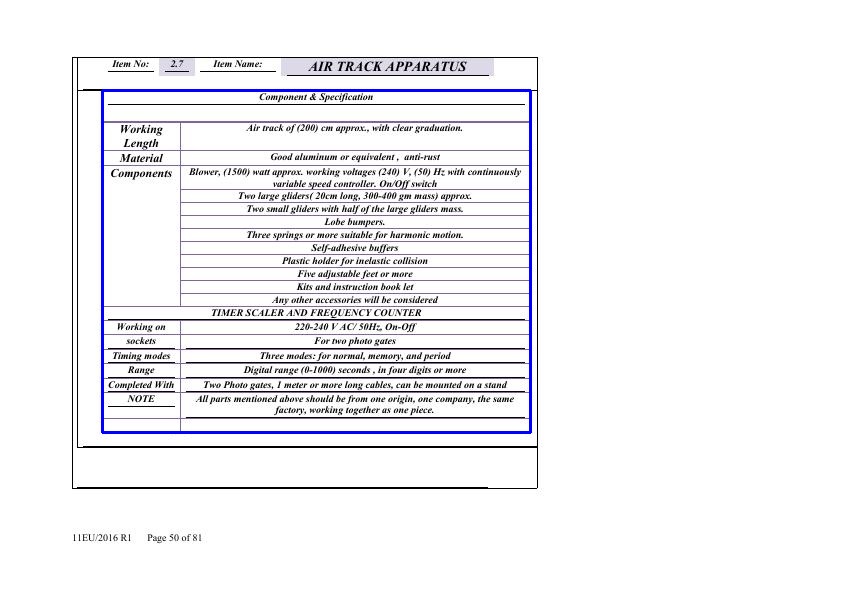 Item No: 2.7 Item Name: AIR TRACK APPARATUS
Component & Specification
Working Length Air track of (200) cm approx., with clear graduation.
Material Good aluminum or equivalent , anti-rust
Components Blower, (1500) watt approx. working voltages (240) V, (50) Hz with continuously
variable speed controller. On/Off switch
Two large gliders( 20cm long, 300-400 gm mass) approx.
Two small gliders with half of the large gliders mass.
Lobe bumpers.
Three springs or more suitable for harmonic motion.
Self-adhesive buffers
Plastic holder for inelastic collision
Five adjustable feet or more
Kits and instruction book let
Any other accessories will be considered
TIMER SCALER AND FREQUENCY COUNTER
Working on 220-240 V AC/ 50Hz, On-Off
sockets For two photo gates
Timing modes Three modes: for normal, memory, and period
Range Digital range (0-1000) seconds , in four digits or more
Completed With Two Photo gates, 1 meter or more long cables, can be mounted on a stand
NOTE All parts mentioned above should be from one origin, one company, the same
factory, working together as one piece.
11EU/2016 R1 Page 50 of 81